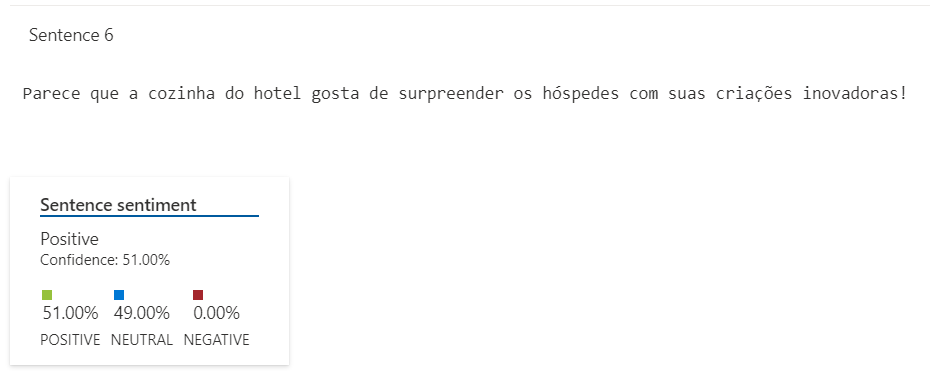 Sentence 6
Parece que a cozinha do hotel gosta de surpreender os hóspedes com suas criações inovadoras!
Sentence sentiment
Positive
Confidence: 51.00%
51.00% 49.00% 0.00%
POSITIVE NEUTRAL NEGATIVE